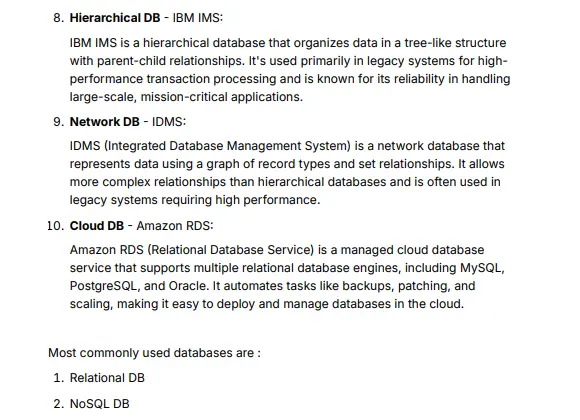 8. Hierarchical DB - IBM IMS:
IBM IMS is a hierarchical database that organizes data in a tree-like structure
with parent-child relationships. It's used primarily in legacy systems for high-
performance transaction processing and is known for its reliability in handling
large-scale, mission-critical applications.
9. Network DB - IDMS:
IDMS (Integrated Database Management System) is a network database that
represents data using a graph of record types and set relationships. It allows
more complex relationships than hierarchical databases and is often used in
legacy systems requiring high performance.
10. Cloud DB - Amazon RDS:
Amazon RDS (Relational Database Service) is a managed cloud database
service that supports multiple relational database engines, including MySQL,
PostgreSQL, and Oracle. It automates tasks like backups, patching, and
scaling, making it easy to deploy and manage databases in the cloud.
Most commonly used databases are :
1. Relational DB
2. NoSQL DB